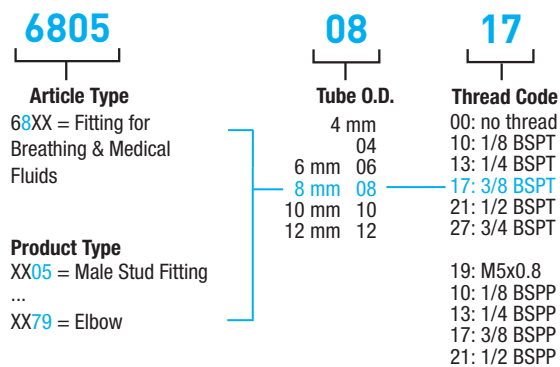 6805 08 17
Article Type
68XX = Fitting for
Breathing & Medical
Fluids
Product Type
XX05 = Male Stud Fitting
...
XX79 = Elbow
Tube O.D.
4 mm
04
6 mm 06
8 mm 08
10 mm 10
12 mm 12
Thread Code
00: no thread
10: 1/8 BSPT
13: 1/4 BSPT
17: 3/8 BSPT
21: 1/2 BSPT
27: 3/4 BSPT
19: M5x0.8
10: 1/8 BSPP
13: 1/4 BSPP
17: 3/8 BSPP
21: 1/2 BSPP